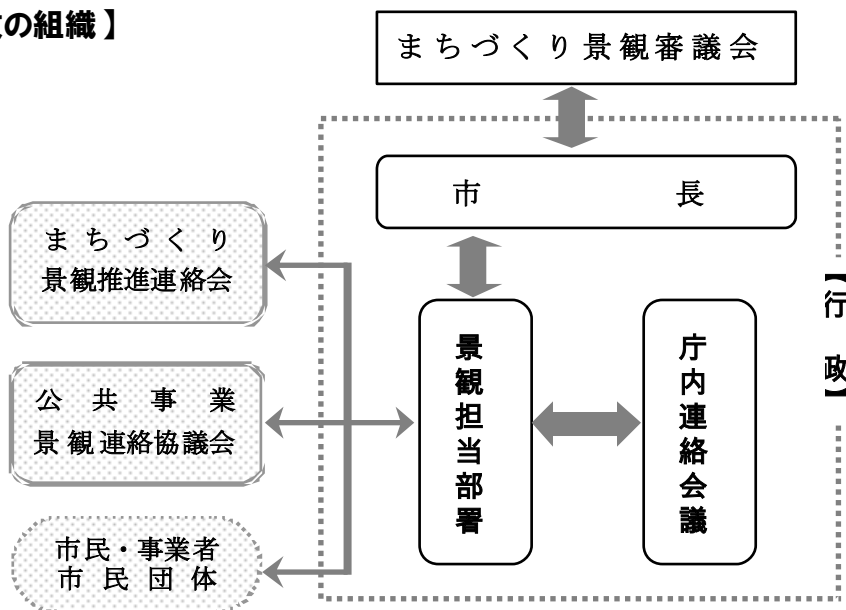 の組織】
まちづくり景観審議会
市長
まちづくり
景観推進連絡会
公共事業
景観連絡協議会
市民・事業者
市民団体
景観担当部署
庁内連絡会議
【行政】